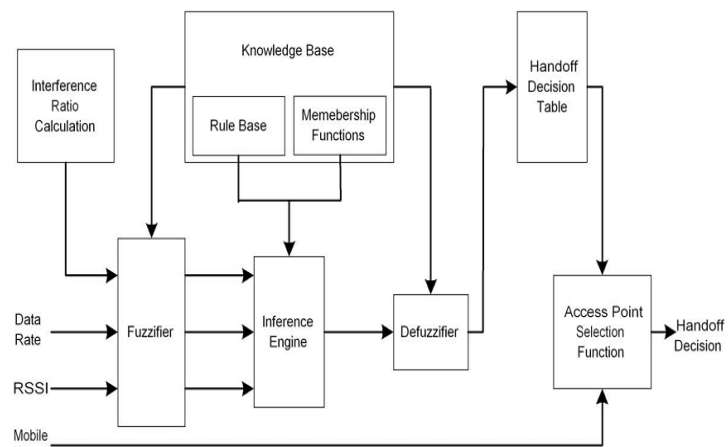 Knowledge Base
Interference
Ratio
Calculation
Rule Base
Memebership
Functions
Handoff
Decision
Table
Data
Rate
RSSI
Mobile
Fuzzifier
Inference
Engine
Defuzzifier
Access Point
Selection
Function
Handoff
Decision